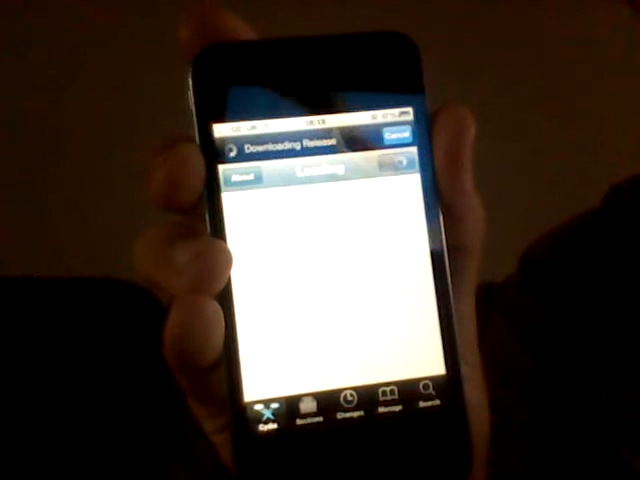 Downloading Release
Cancel
About
Loading
Cydia
Sections
Changes
Manage
Search